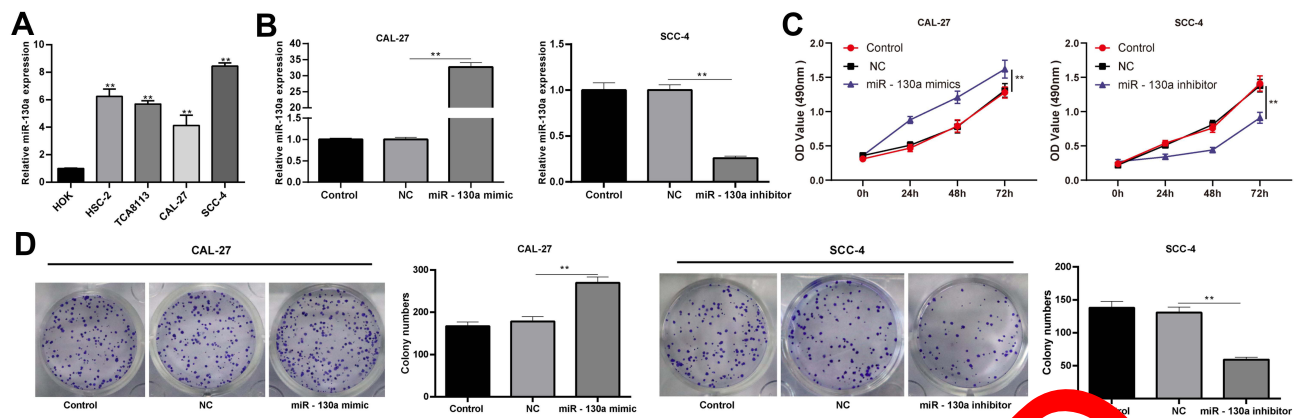 A
Relative miR-130a expression
10
8
6
4
2
0
**
**
**
**
HOK
HSC-2
TCA8113
CAL-27
SCC-4
B
CAL-27
Relative miR-130a expression
35
30
25
20
15
1.5
1.0
0.5
0.0
**
Control
NC
miR - 130a mimic
SCC-4
Relative miR-130a expression
1.5
1.0
0.5
0.0
**
Control
NC
miR - 130a inhibitor
C
CAL-27
OD Value (490nm)
2.0
1.5
1.0
0.5
0.0
Control
NC
miR - 130a mimics
**
0h
24h
48h
72h
SCC-4
OD Value (490nm)
2.0
1.5
1.0
0.5
0.0
Control
NC
miR - 130a inhibitor
**
0h
24h
48h
72h
D
CAL-27
Control
NC
miR - 130a mimic
CAL-27
Colony numbers
300
200
100
0
**
Control
NC
miR - 130a mimic
SCC-4
Control
NC
miR - 130a inhibitor
SCC-4
Colony numbers
200
150
100
50
**
NC
miR - 130a inhibitor